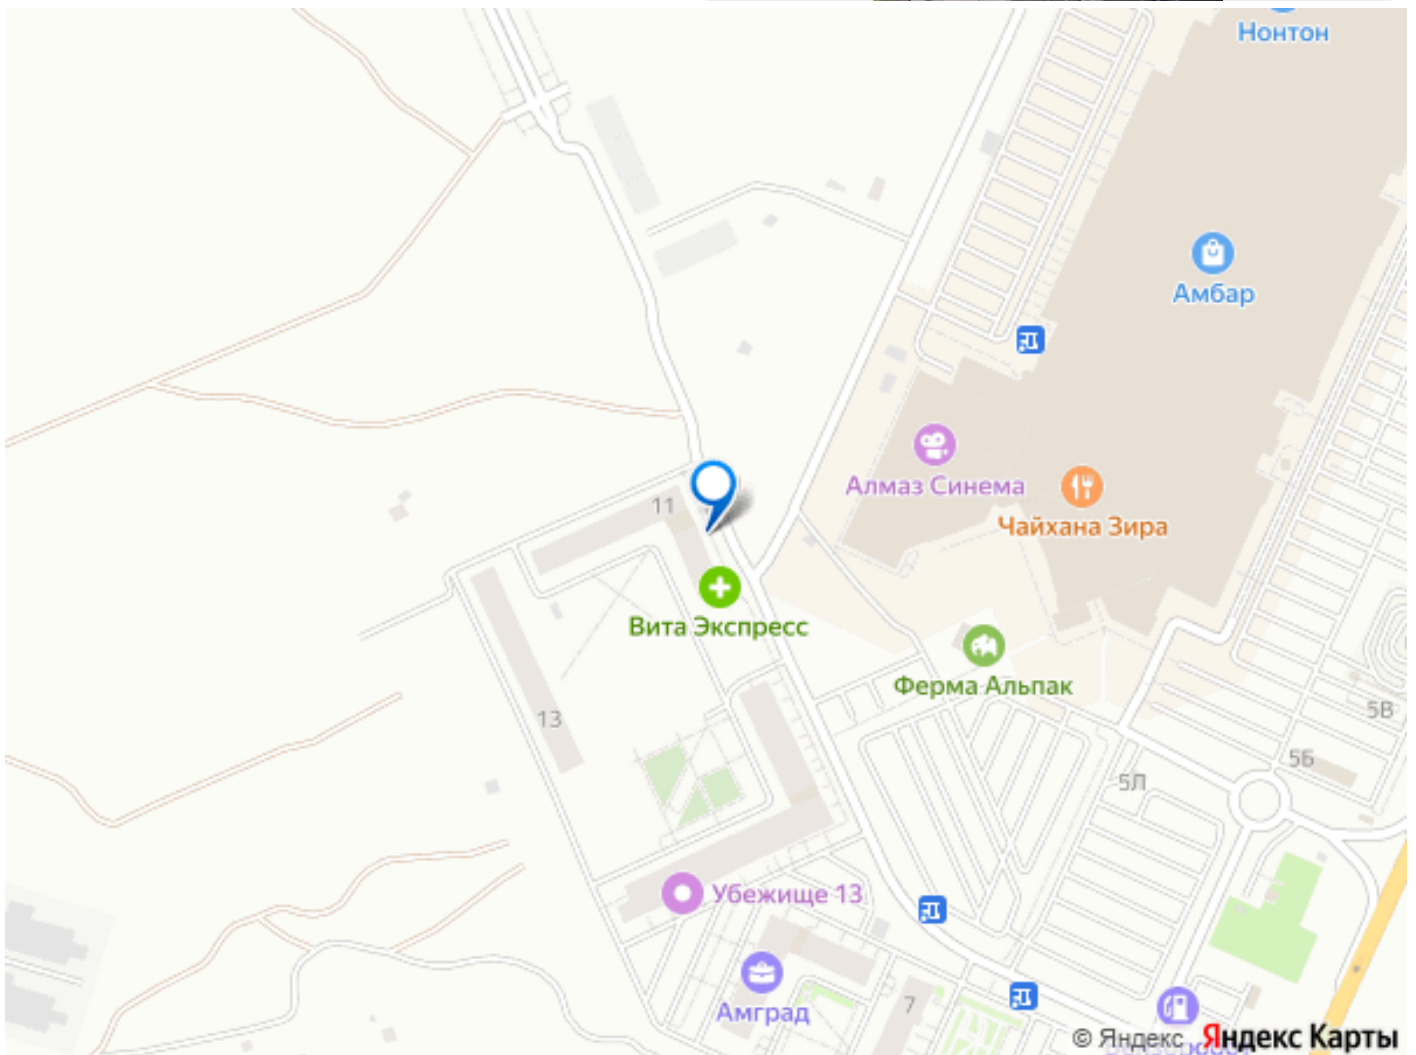 Нонтон
Амбар
Алмаз Синема
Чайхана Зира
11
Вита Экспресс
Ферма Альпак
13
5В
5Б
5Л
Убежище 13
Амград
7
© Яндекс Яндекс Карты